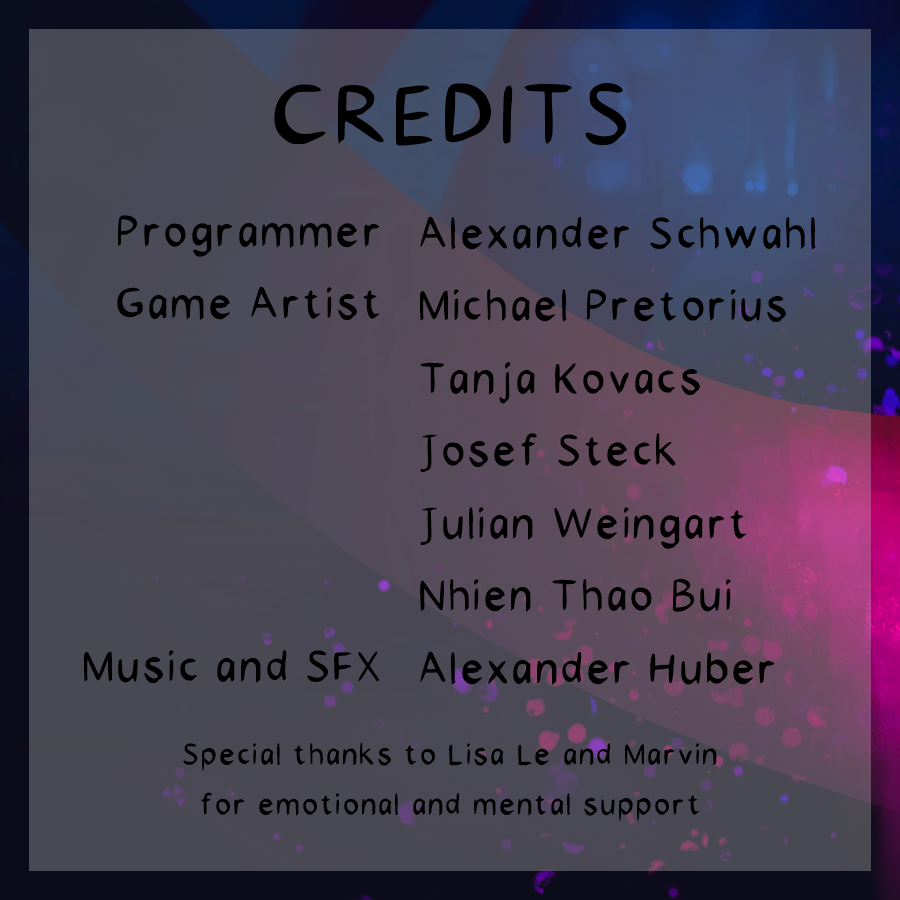 CREDITS
Programmer Alexander Schwahl
Game Artist Michael Pretorius
Tanja Kovacs
Josef Steck
Julian Weingart
Nhien Thao Bui
Music and SFX Alexander Huber
Special thanks to Lisa Le and Marvin
for emotional and mental support